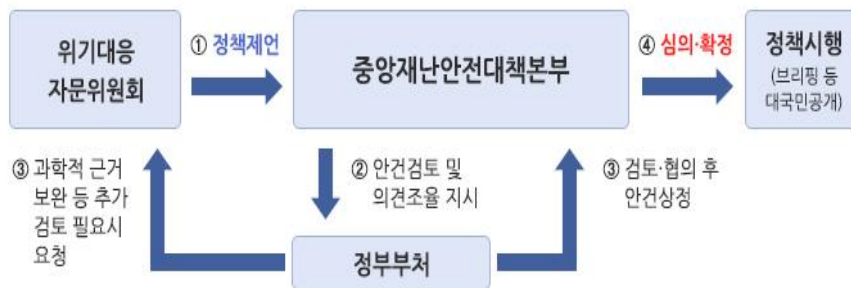 위기대응
자문위원회
① 정책제언
중앙재난안전대책본부
④ 심의·확정
정책시행
(브리핑 등
대국민공개)
③ 과학적 근거
보완 등 추가
검토 필요시
요청
② 안건검토 및
의견조율 지시
③ 검토·협의 후
안건상정
정부부처